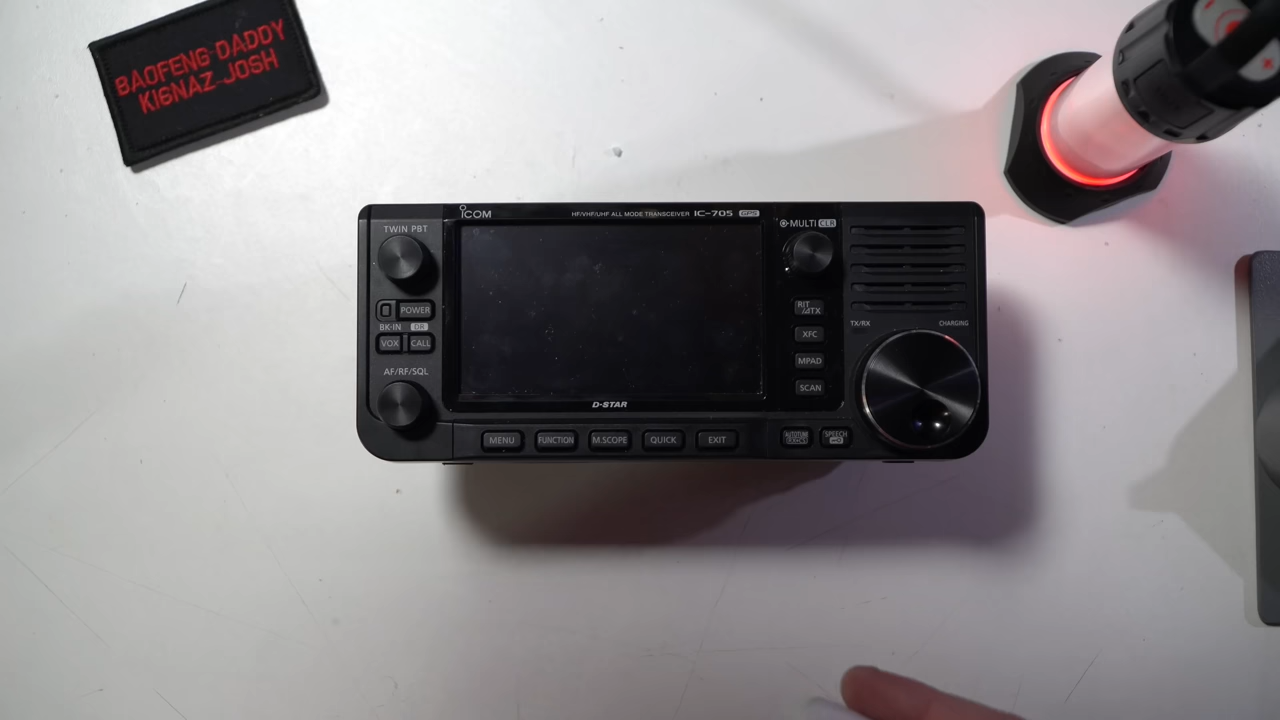 BAOFENG-DADDY
KI6NAZ-JOSH
ICOM
HF/VHF/UHF ALL MODE TRANSCEIVER IC-705 GPS
TWIN PBT
MULTI CLR
POWER
BK-IN DR
VOX CALL
AF/RF/SQL
RIT
/∂TX
XFC
MPAD
SCAN
TX/RX CHARGING
D-STAR
MENU FUNCTION M.SCOPE QUICK EXIT
AUTOTUNE SPEECH